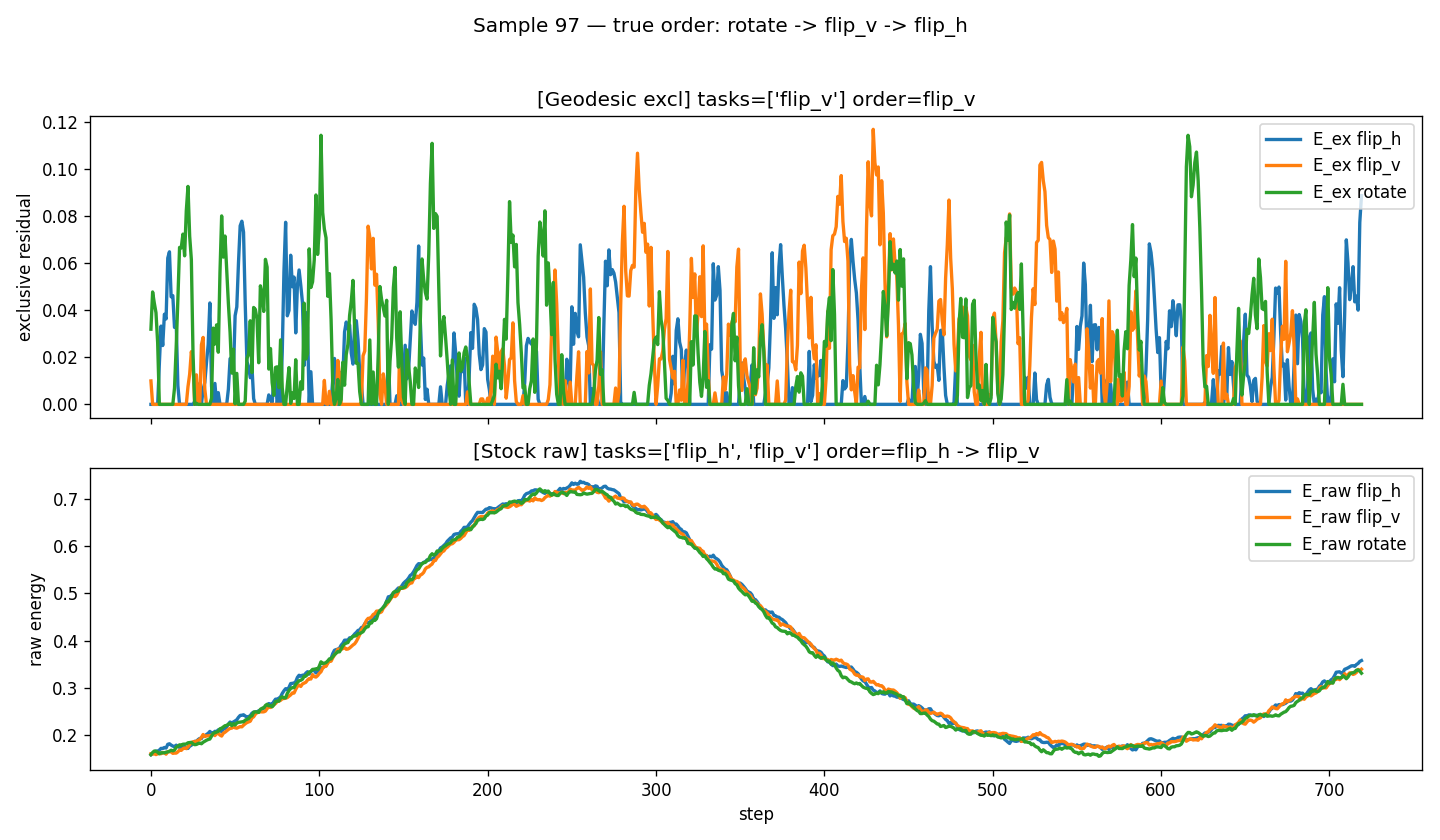 Sample 97 — true order: rotate -> flip_v -> flip_h
[Geodesic excl] tasks=['flip_v'] order=flip_v
0.12
0.10
0.08
0.06
0.04
0.02
0.00
exclusive residual
E_ex flip_h
E_ex flip_v
E_ex rotate
[Stock raw] tasks=['flip_h', 'flip_v'] order=flip_h -> flip_v
0.7
0.6
0.5
0.4
0.3
0.2
raw energy
E_raw flip_h
E_raw flip_v
E_raw rotate
0 100 200 300 400 500 600 700
step